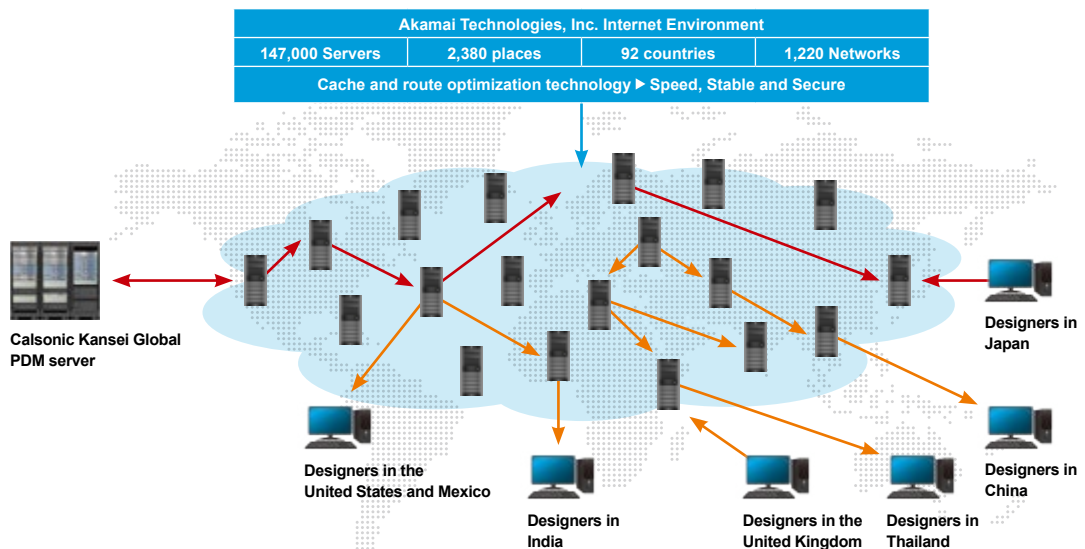 Akamai Technologies, Inc. Internet Environment
147,000 Servers
2,380 places
92 countries
1,220 Networks
Cache and route optimization technology ▶ Speed, Stable and Secure
Calsonic Kansei Global
PDM server
Designers in
Japan
Designers in the
United States and Mexico
Designers in
India
Designers in the
United Kingdom
Designers in
Thailand
Designers in
China